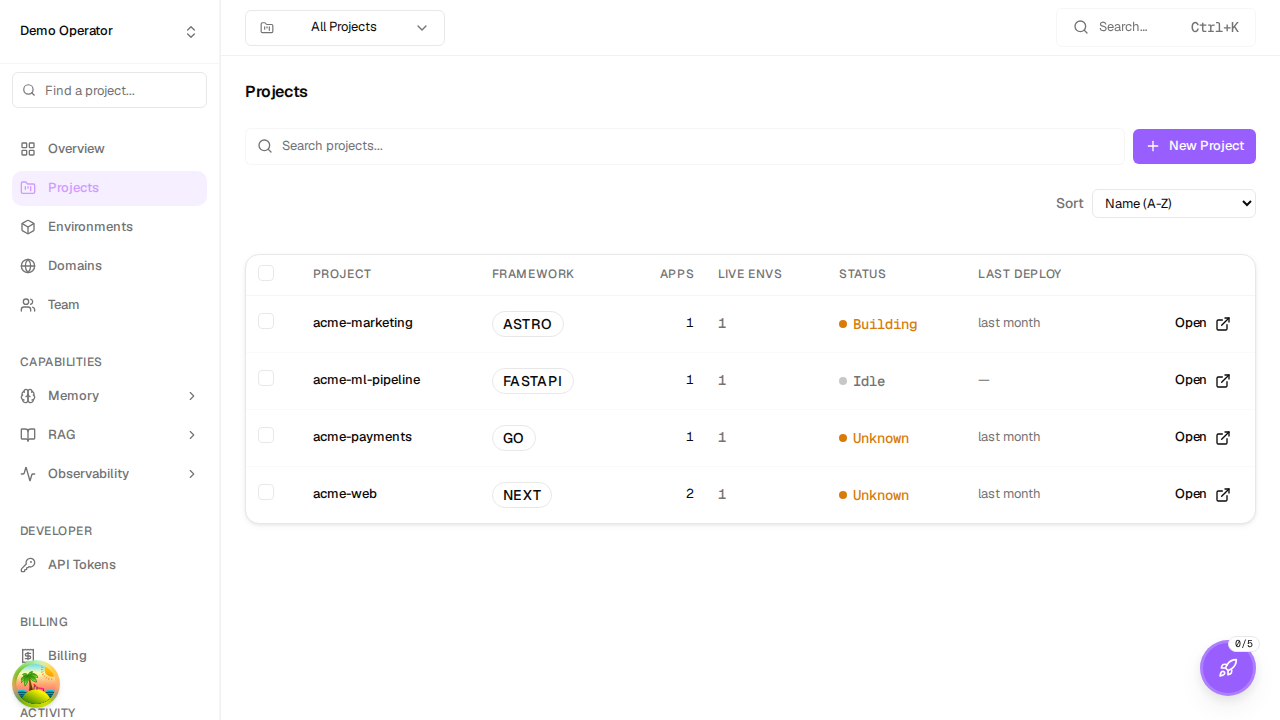 Demo Operator
Find a project...
Overview
Projects
Environments
Domains
Team
CAPABILITIES
Memory
RAG
Observability
DEVELOPER
API Tokens
BILLING
Billing
ACTIVITY
All Projects
Search... Ctrl+K
Projects
Search projects...
New Project
Sort Name (A-Z)
PROJECT FRAMEWORK APPS LIVE ENVS STATUS LAST DEPLOY
acme-marketing ASTRO 1 1 Building last month Open
acme-ml-pipeline FASTAPI 1 1 Idle — Open
acme-payments GO 1 1 Unknown last month Open
acme-web NEXT 2 1 Unknown last month Open
0/5